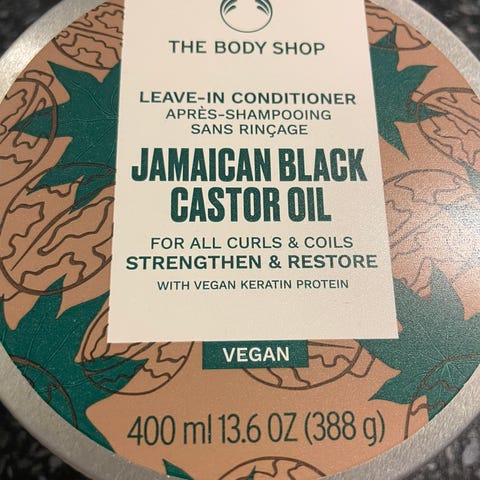 THE BODY SHOP
LEAVE-IN CONDITIONER
APRÈS-SHAMPOOING
SANS RINÇAGE
JAMAICAN BLACK
CASTOR OIL
FOR ALL CURLS & COILS
STRENGTHEN & RESTORE
WITH VEGAN KERATIN PROTEIN
VEGAN
400 ml 13.6 OZ (388 g)